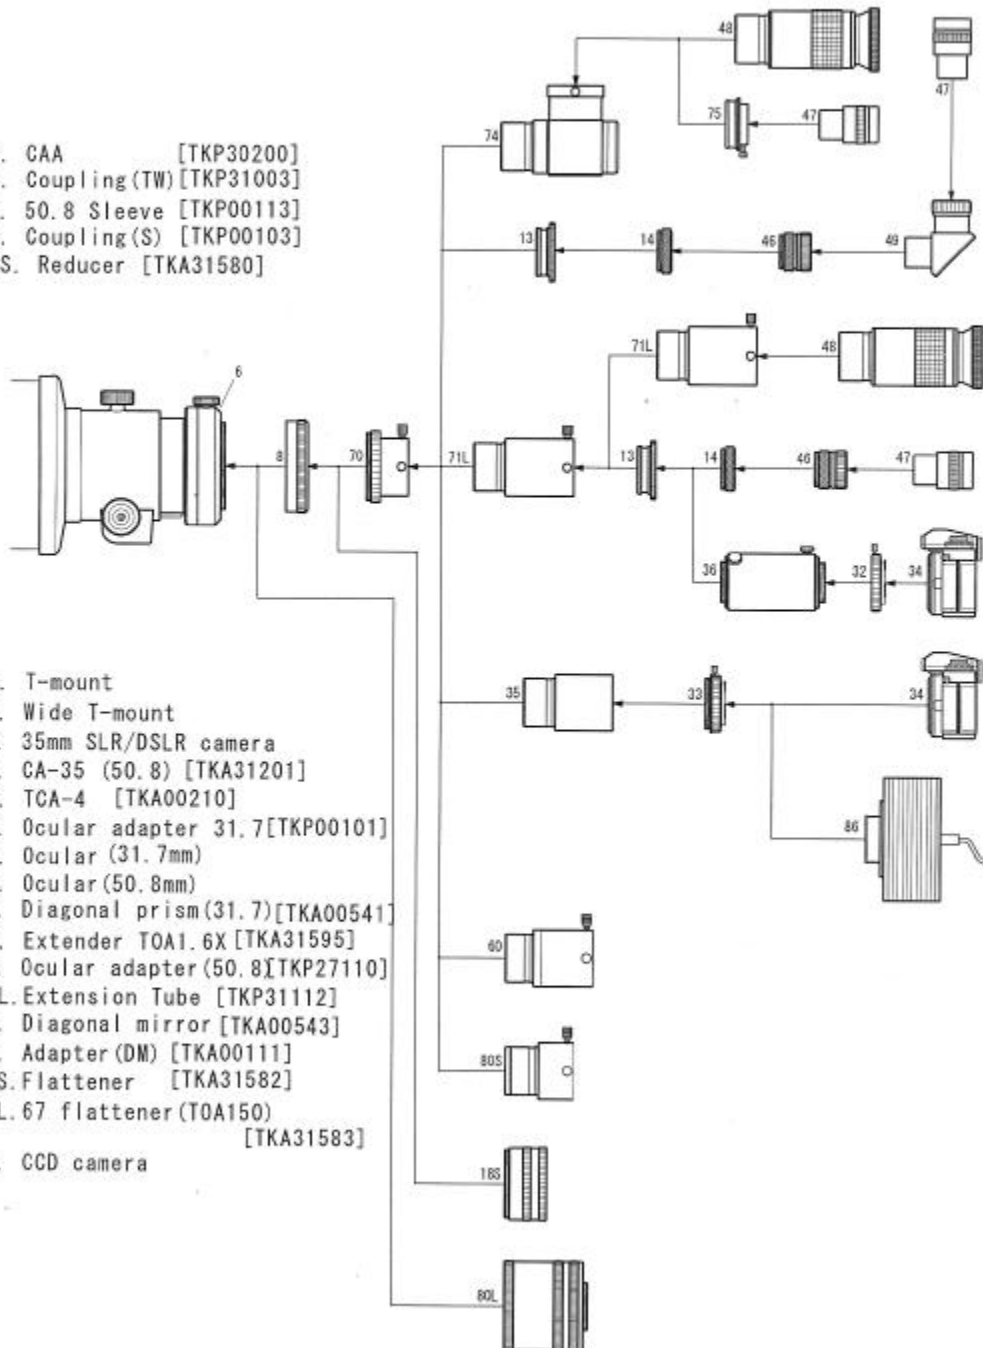 48
47
75
47
74
. CAA [TKP30200]
. Coupling(TW)[TKP31003]
. 50.8 Sleeve [TKP00113]
. Coupling(S) [TKP00103]
S. Reducer [TKA31580]
13
14
46
49
71L
48
6
8
70
71L
13
14
46
47
36
32
34
. T-mount
. Wide T-mount
35mm SLR/DSLR camera
. CA-35 (50.8) [TKA31201]
. TCA-4 [TKA00210]
. Ocular adapter 31.7[TKP00101]
. Ocular (31.7mm)
. Ocular(50.8mm)
. Diagonal prism(31.7)[TKA00541]
. Extender TOA1.6X [TKA31595]
Ocular adapter(50.8)[TKP27110]
L.Extension Tube [TKP31112]
. Diagonal mirror [TKA00543]
. Adapter(DM) [TKA00111]
S.Flattener [TKA31582]
L.67 flattener(TOA150)
[TKA31583]
. CCD camera
35
33
34
86
60
80S
18S
80L